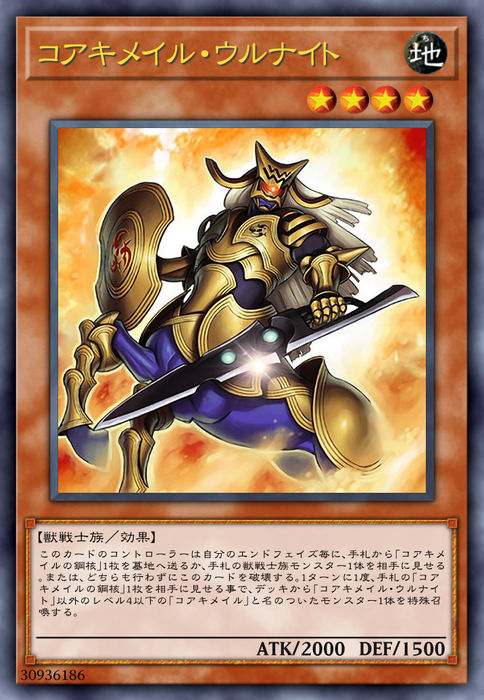 コアキメイル・ウルナイト
ち
地
【獣戦士族／効果】
このカードのコントローラーは自分のエンドフェイズ毎に、手札から「コアキメ
イルの鋼核」1枚を墓地へ送るか、手札の獣戦士族モンスター1体を相手に見せ
る。または、どちらも行わずにこのカードを破壊する。1ターンに1度、手札の「コ
アキメイルの鋼核」1枚を相手に見せる事で、デッキから「コアキメイル・ウルナイ
ト」以外のレベル4以下の「コアキメイル」と名のついたモンスター1体を特殊召
喚する。
ATK/2000 DEF/1500
30936186